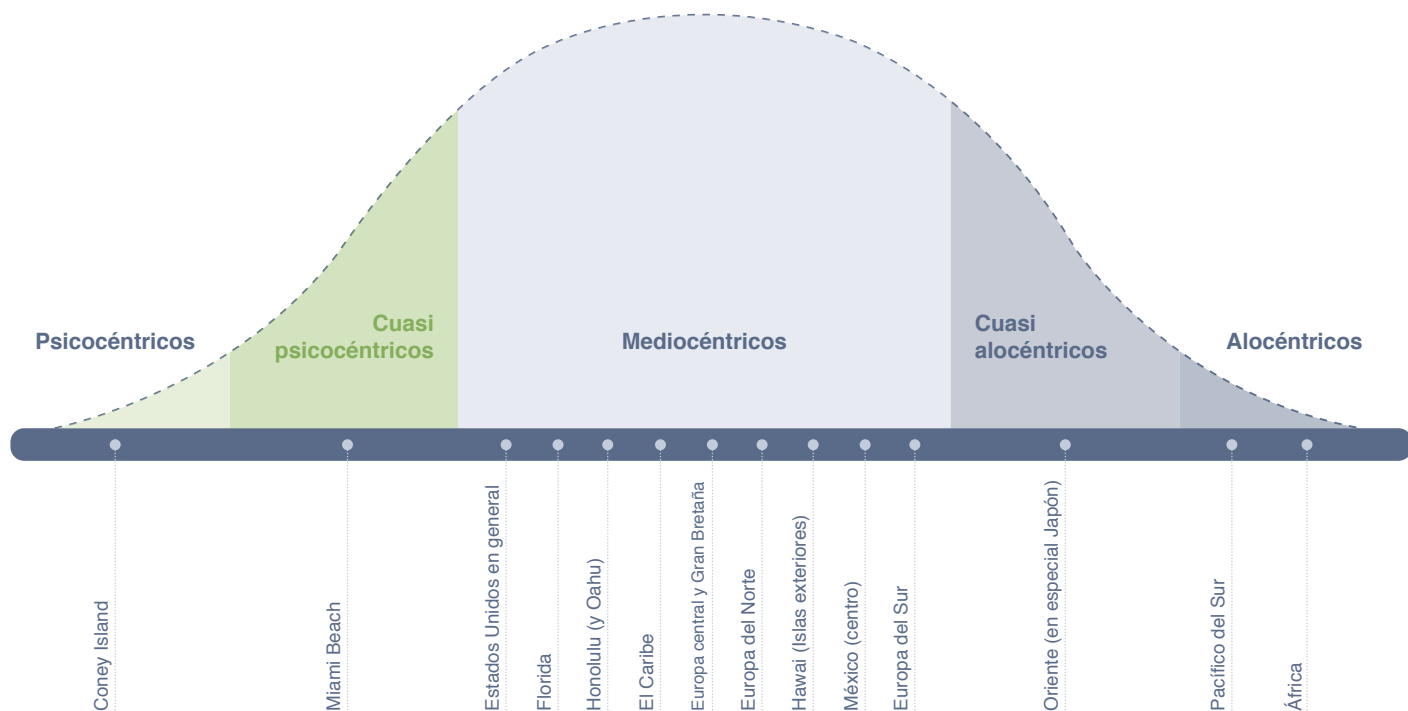 Psicocéntricos
Cuasi
psicocéntricos
Mediocéntricos
Cuasi
alocéntricos
Alocéntricos
Coney Island
Miami Beach
Estados Unidos en general
Florida
Honolulu (y Oahu)
El Caribe
Europa central y Gran Bretaña
Europa del Norte
Hawai (Islas exteriores)
México (centro)
Europa del Sur
Oriente (en especial Japón)
Pacífico del Sur
África